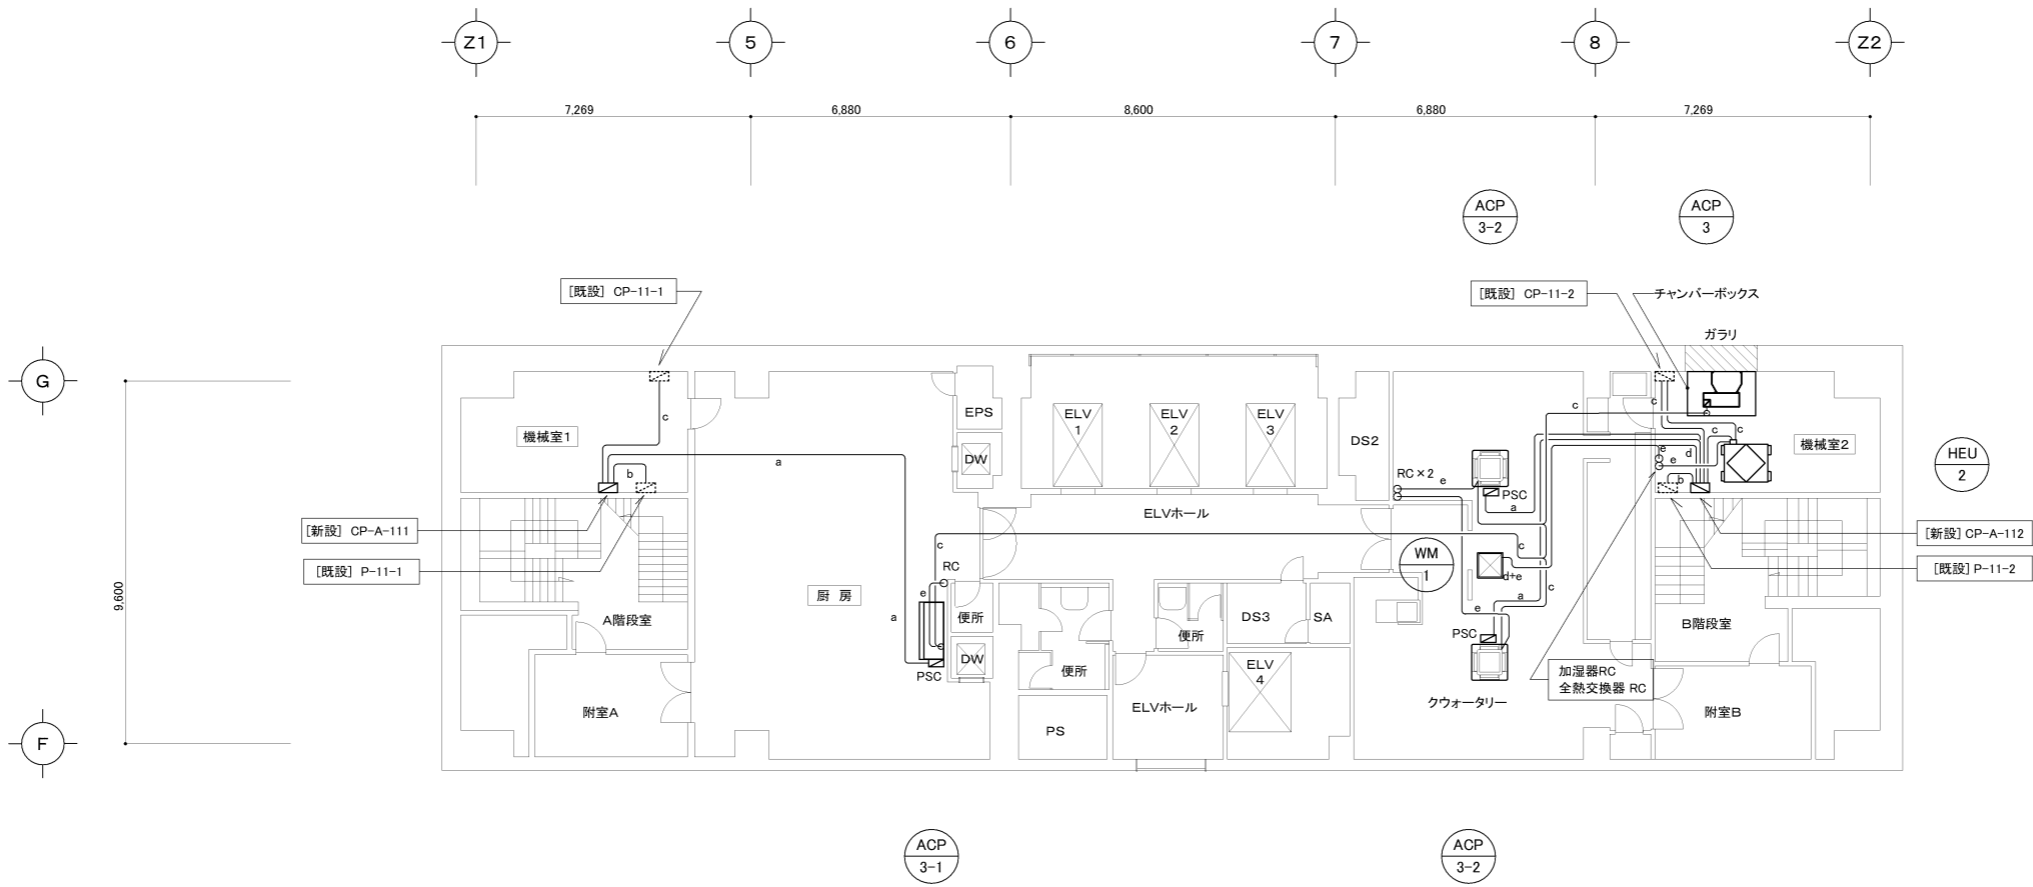 Z1
5
6
7
8
Z2
7,269
6,880
8,600
6,880
7,269
ACP
3-2
ACP
3
[既設] CP-11-1
[既設] CP-11-2
チャンバーボックス
ガラリ
G
c
c
c
EPS
ELV
1
ELV
2
ELV
3
DS2
機械室1
a
DW
c
c
d
e
e
機械室2
HEU
2
b
RC×2
e
PSC
a
b
ELVホール
[新設] CP-A-111
[新設] CP-A-112
[既設] P-11-1
[既設] P-11-2
c
RC
c
WM
1
d+e
9,600
厨 房
e
a
便所
便所
DS3
SA
e
a
c
A階段室
B階段室
PSC
DW
PSC
便所
ELV
4
加湿器RC
全熱交換器 RC
クウォータリー
附室A
PS
ELVホール
附室B
F
ACP
3-1
ACP
3-2